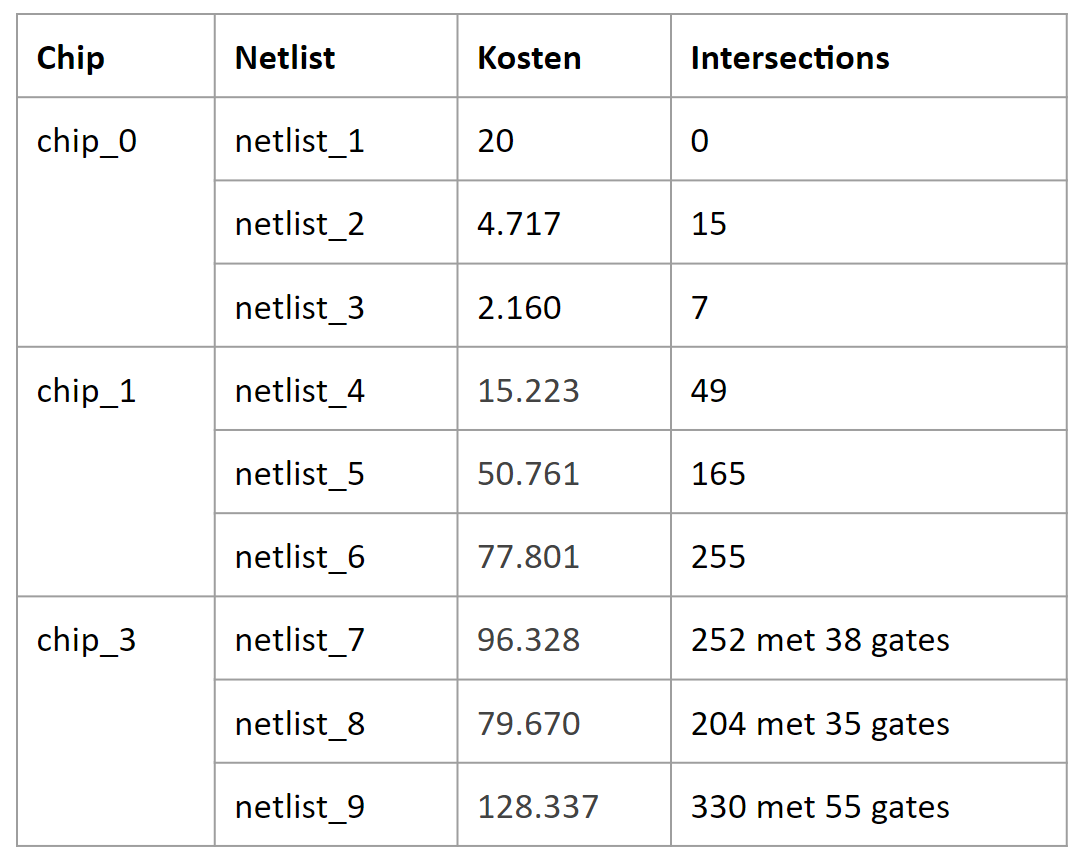 Chip Netlist Kosten Intersections
chip_0 netlist_1 20 0
netlist_2 4.717 15
netlist_3 2.160 7
chip_1 netlist_4 15.223 49
netlist_5 50.761 165
netlist_6 77.801 255
chip_3 netlist_7 96.328 252 met 38 gates
netlist_8 79.670 204 met 35 gates
netlist_9 128.337 330 met 55 gates